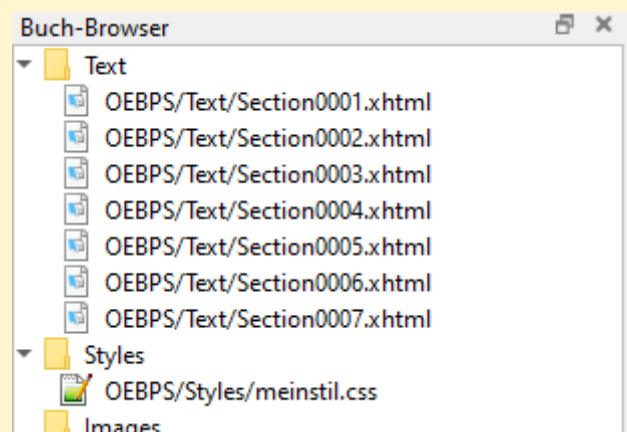 Buch-Browser
Text
OEBPS/Text/Section0001.xhtml
OEBPS/Text/Section0002.xhtml
OEBPS/Text/Section0003.xhtml
OEBPS/Text/Section0004.xhtml
OEBPS/Text/Section0005.xhtml
OEBPS/Text/Section0006.xhtml
OEBPS/Text/Section0007.xhtml
Styles
OEBPS/Styles/meinstil.css
Images